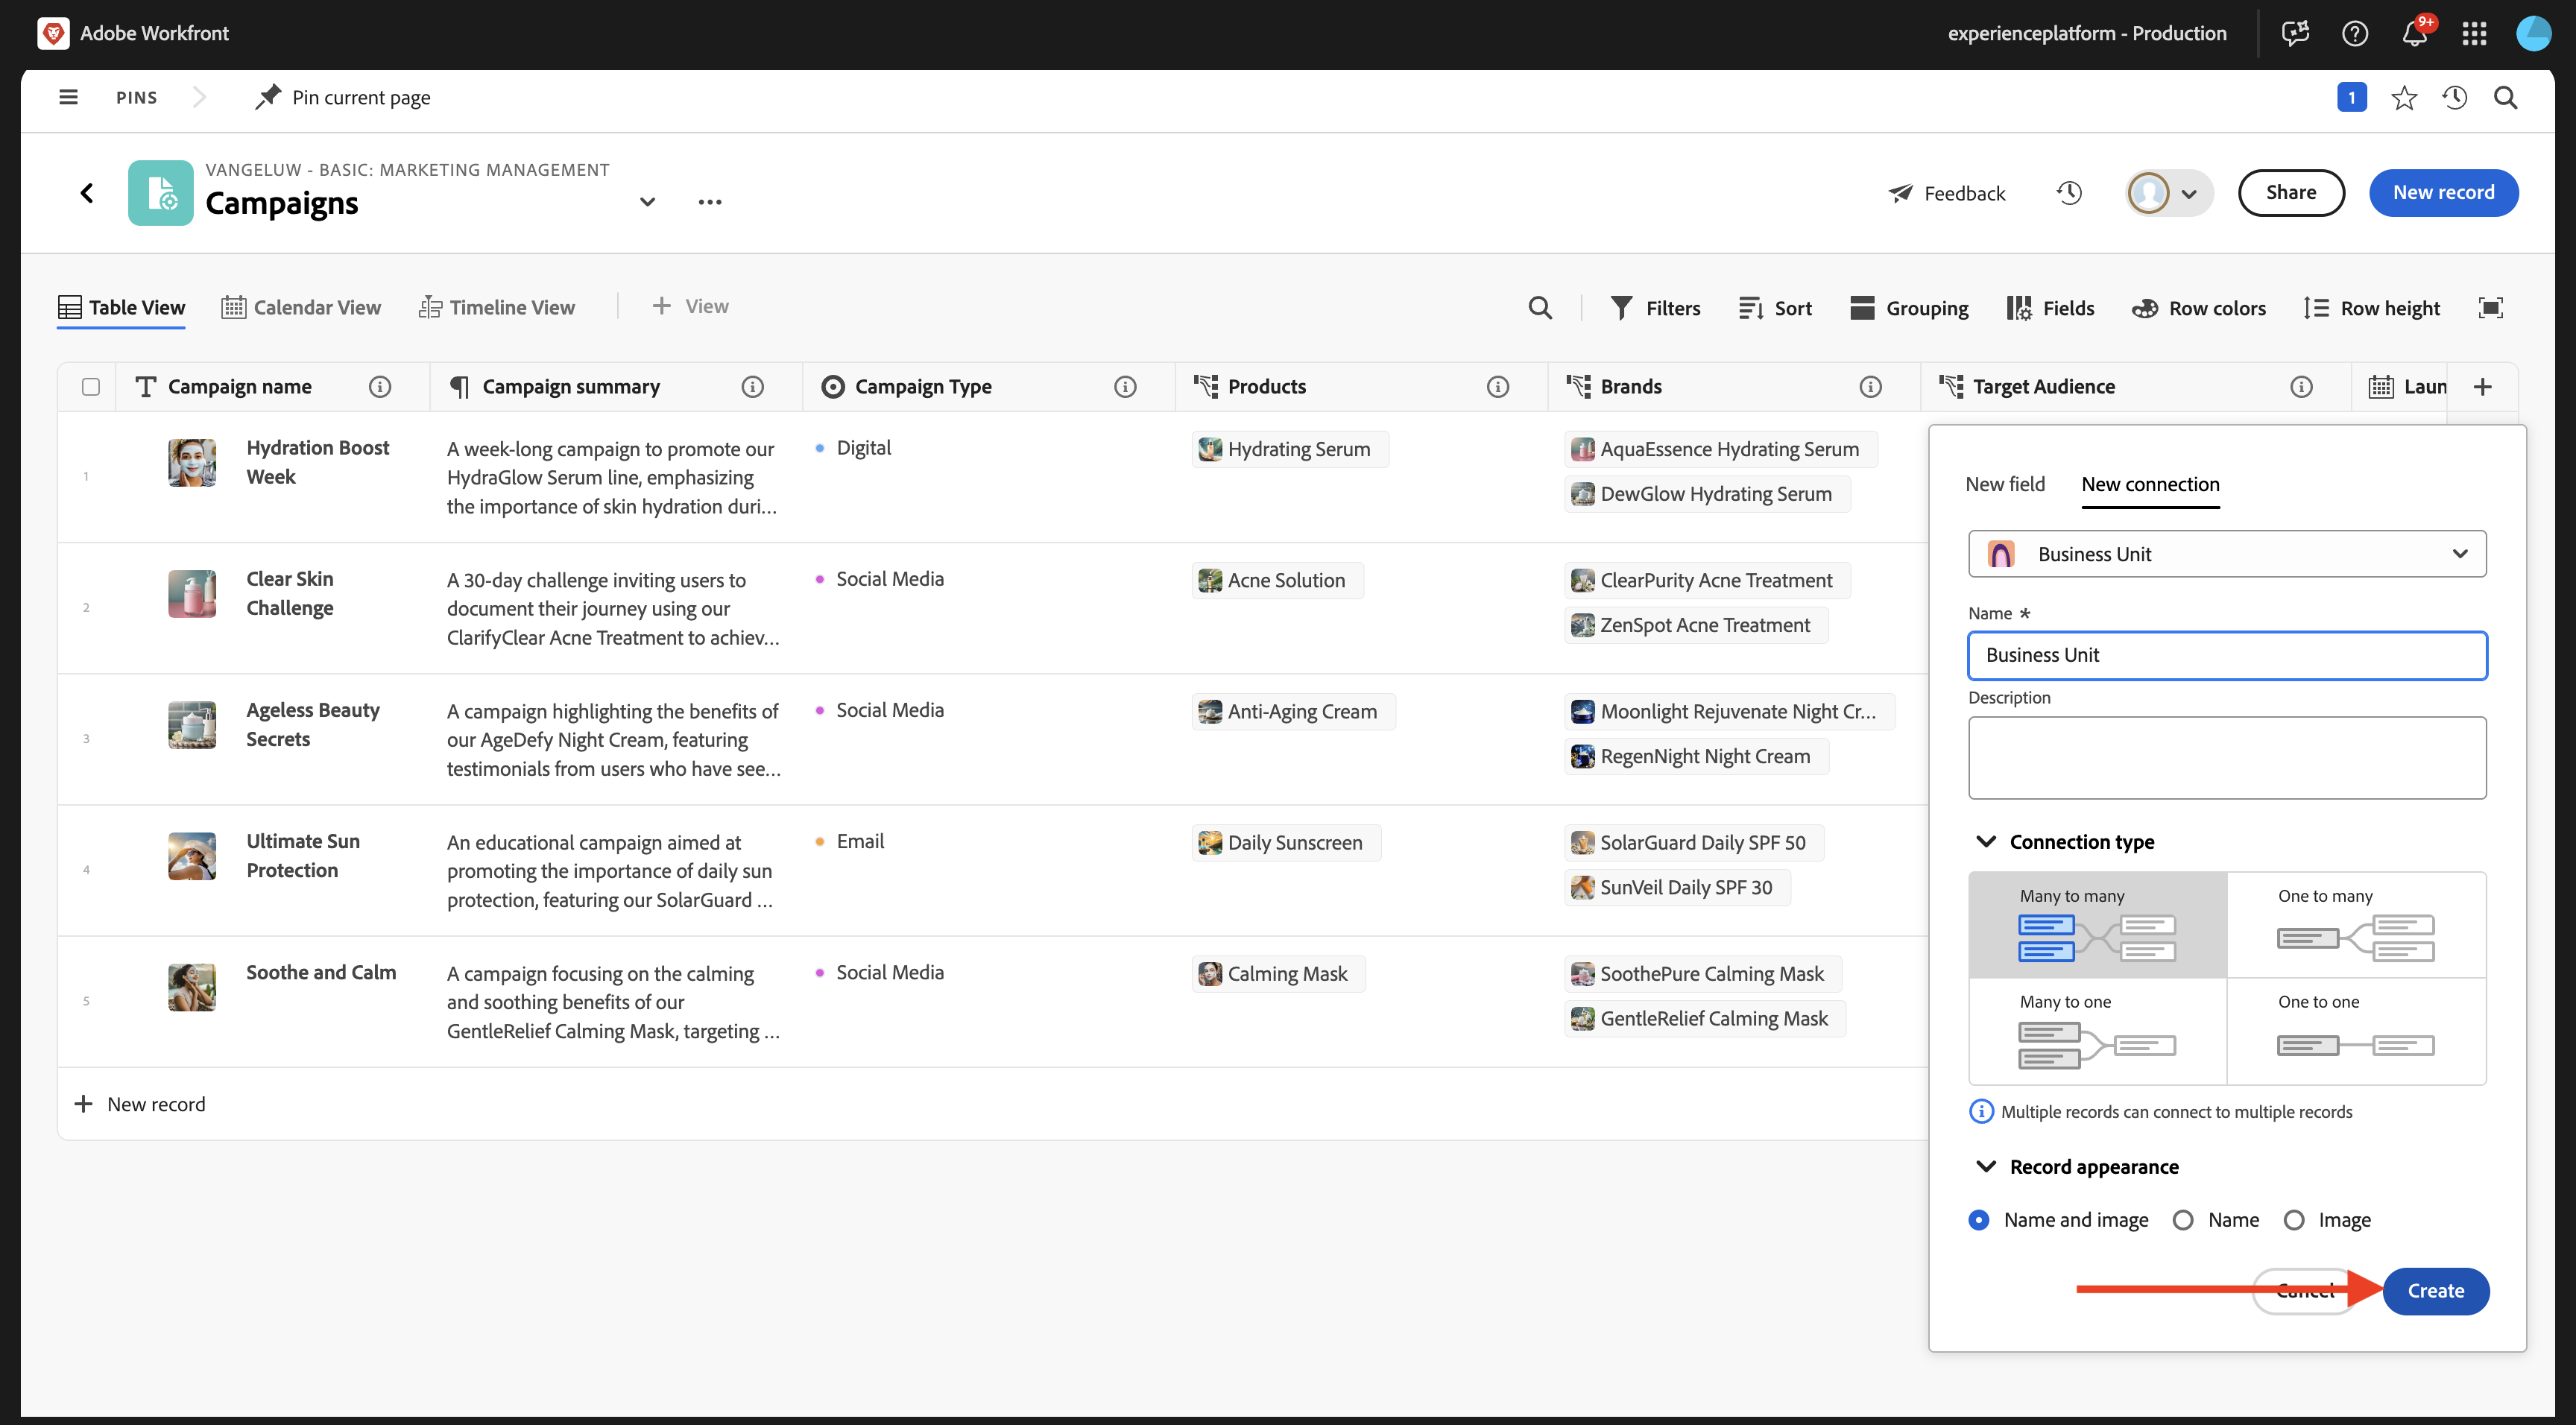 Adobe Workfront
experienceplatform - Production
9+
PINS
Pin current page
1
VANGELUW - BASIC: MARKETING MANAGEMENT
Campaigns
Feedback
Share
New record
Table View
Calendar View
Timeline View
View
Filters
Sort
Grouping
Fields
Row colors
Row height
Campaign name
Campaign summary
Campaign Type
Products
Brands
Target Audience
Laun
1
Hydration Boost
Week
A week-long campaign to promote our
HydraGlow Serum line, emphasizing
the importance of skin hydration duri...
Digital
Hydrating Serum
AquaEssence Hydrating Serum
DewGlow Hydrating Serum
2
Clear Skin
Challenge
A 30-day challenge inviting users to
document their journey using our
ClarifyClear Acne Treatment to achiev...
Social Media
Acne Solution
ClearPurity Acne Treatment
ZenSpot Acne Treatment
3
Ageless Beauty
Secrets
A campaign highlighting the benefits of
our AgeDefy Night Cream, featuring
testimonials from users who have see...
Social Media
Anti-Aging Cream
Moonlight Rejuvenate Night Cr...
RegenNight Night Cream
4
Ultimate Sun
Protection
An educational campaign aimed at
promoting the importance of daily sun
protection, featuring our SolarGuard ...
Email
Daily Sunscreen
SolarGuard Daily SPF 50
SunVeil Daily SPF 30
5
Soothe and Calm
A campaign focusing on the calming
and soothing benefits of our
GentleRelief Calming Mask, targeting ...
Social Media
Calming Mask
SoothePure Calming Mask
GentleRelief Calming Mask
New record
New field
New connection
Business Unit
Name *
Business Unit
Description
Connection type
Many to many
One to many
Many to one
One to one
Multiple records can connect to multiple records
Record appearance
Name and image
Name
Image
Cancel
Create